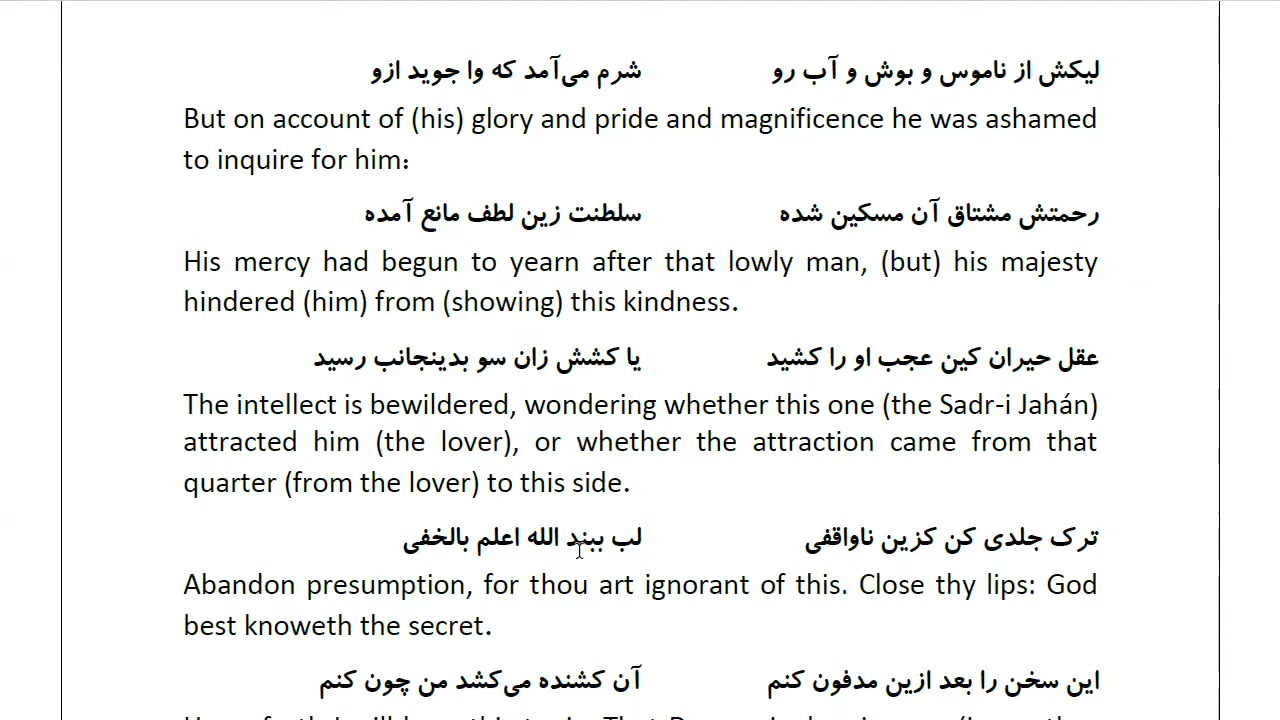 لیکش از ناموس و بوش و آب رو شرم می‌آمد که وا جوید ازو
But on account of (his) glory and pride and magnificence he was ashamed
to inquire for him:
رحمتش مشتاق آن مسکین شده سلطنت زین لطف مانع آمده
His mercy had begun to yearn after that lowly man, (but) his majesty
hindered (him) from (showing) this kindness.
عقل حیران کین عجب او را کشید یا کشش زان سو بدینجانب رسید
The intellect is bewildered, wondering whether this one (the Sadr-i Jahán)
attracted him (the lover), or whether the attraction came from that
quarter (from the lover) to this side.
ترک جلدی کن کزین ناواقفی لب ببند الله اعلم بالخفی
Abandon presumption, for thou art ignorant of this. Close thy lips: God
best knoweth the secret.
این سخن را بعد ازین مدفون کنم آن کشنده می‌کشد من چون کنم